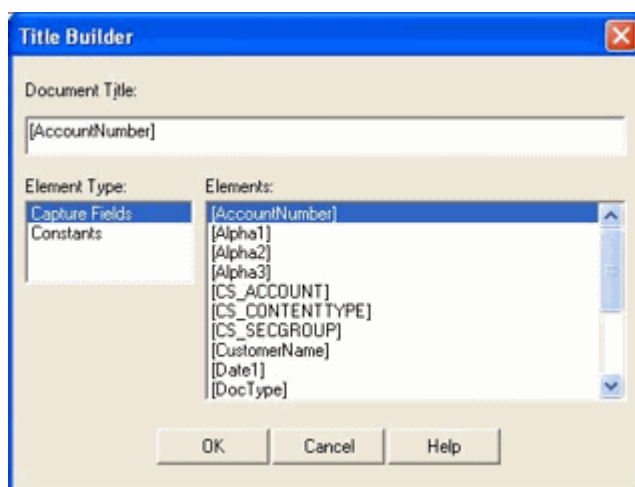 Title Builder
Document Title:
[AccountNumber]
Element Type:
Capture Fields
Constants
Elements:
[AccountNumber]
[Alpha1]
[Alpha2]
[Alpha3]
[CS_ACCOUNT]
[CS_CONTENTTYPE]
[CS_SECGROUP]
[CustomerName]
[Date1]
[DocType]
OK Cancel Help